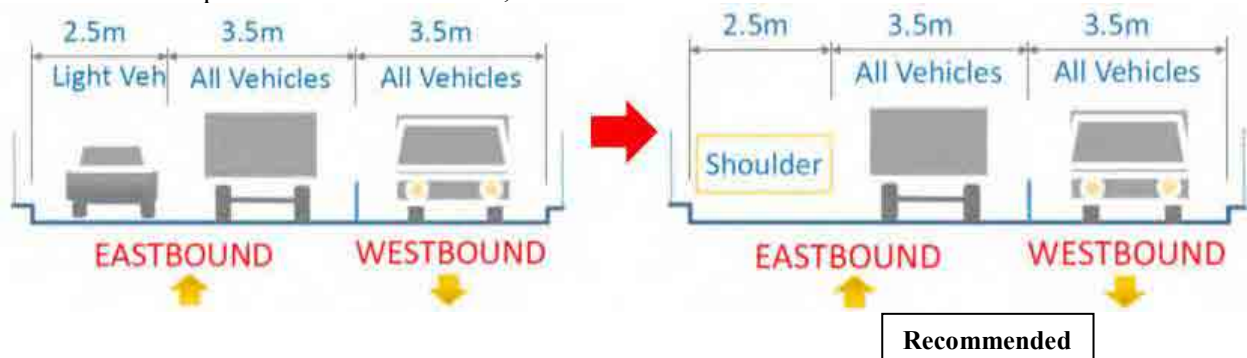 2.5m 3.5m 3.5m
Light Veh All Vehicles All Vehicles
EASTBOUND WESTBOUND
2.5m 3.5m 3.5m
All Vehicles All Vehicles
Shoulder
EASTBOUND WESTBOUND
Recommended